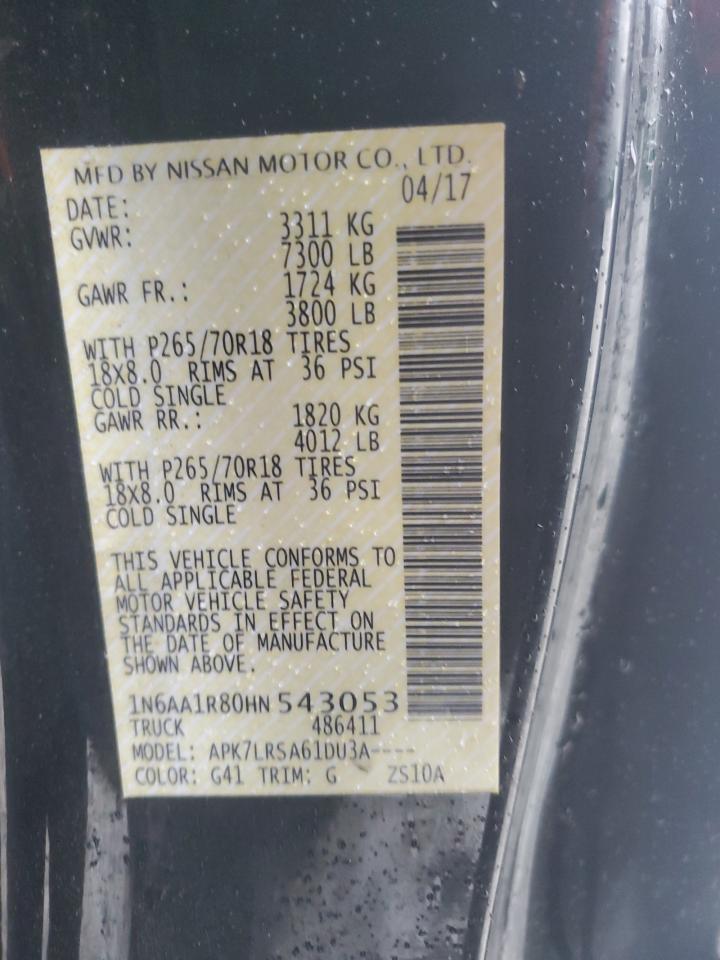 MFD BY NISSAN MOTOR CO., LTD.
DATE: 04/17
GVWR: 3311 KG
7300 LB
GAWR FR.: 1724 KG
3800 LB
WITH P265/70R18 TIRES
18X8.0 RIMS AT 36 PSI
COLD SINGLE
GAWR RR.: 1820 KG
4012 LB
WITH P265/70R18 TIRES
18X8.0 RIMS AT 36 PSI
COLD SINGLE
THIS VEHICLE CONFORMS TO
ALL APPLICABLE FEDERAL
MOTOR VEHICLE SAFETY
STANDARDS IN EFFECT ON
THE DATE OF MANUFACTURE
SHOWN ABOVE.
1N6AA1R80HN 543053
TRUCK 486411
MODEL: APK7LRSA61DU3A----
COLOR: G41 TRIM: G ZS10A